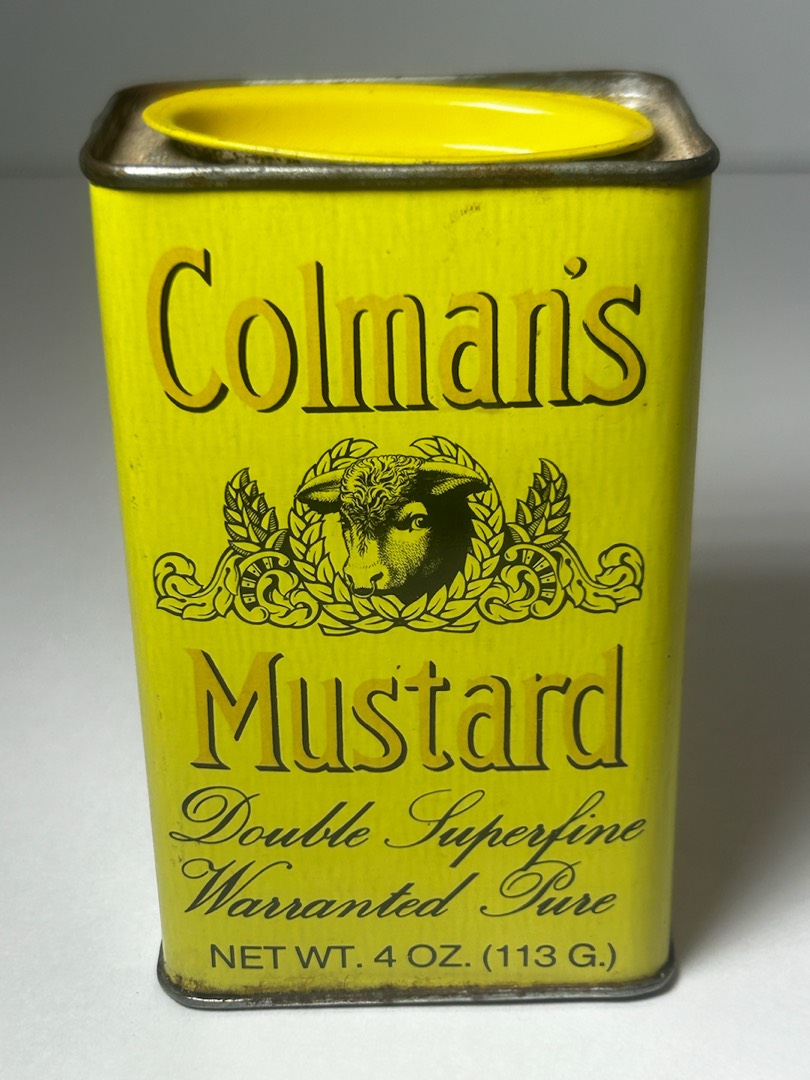 Colman's
Mustard
Double Superfine
Warranted Pure
NET WT. 4 OZ. (113 G.)